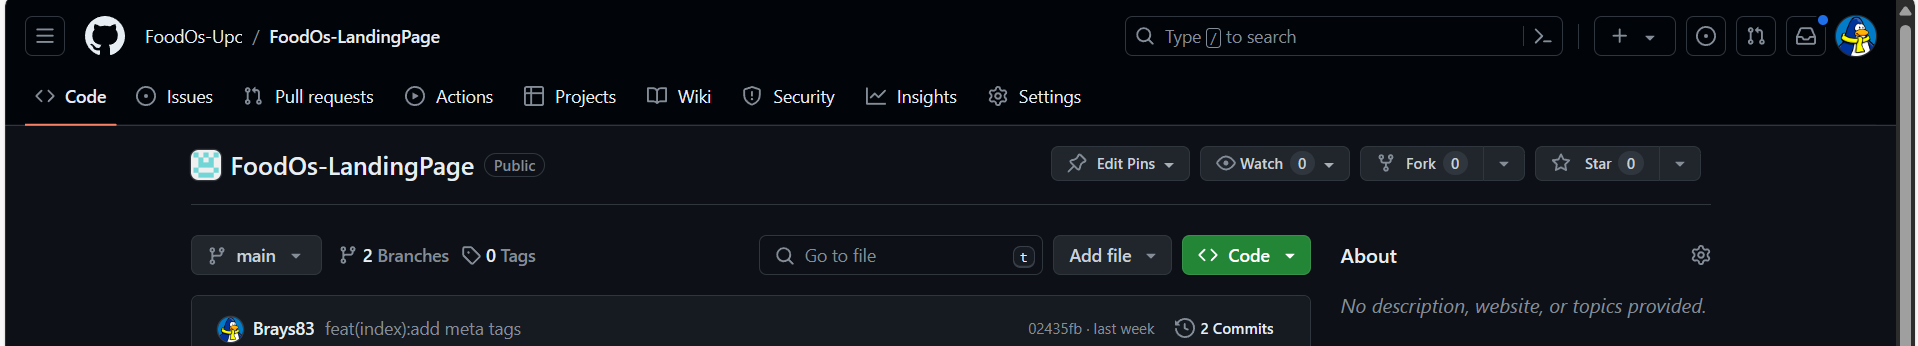 FoodOs-Upc / FoodOs-LandingPage Type / to search
Code Issues Pull requests Actions Projects Wiki Security Insights Settings
FoodOs-LandingPage Public Edit Pins Watch 0 Fork 0 Star 0
main 2 Branches 0 Tags Go to file t Add file Code About
No description, website, or topics provided.
Brays83 feat(index):add meta tags 02435fb · last week 2 Commits